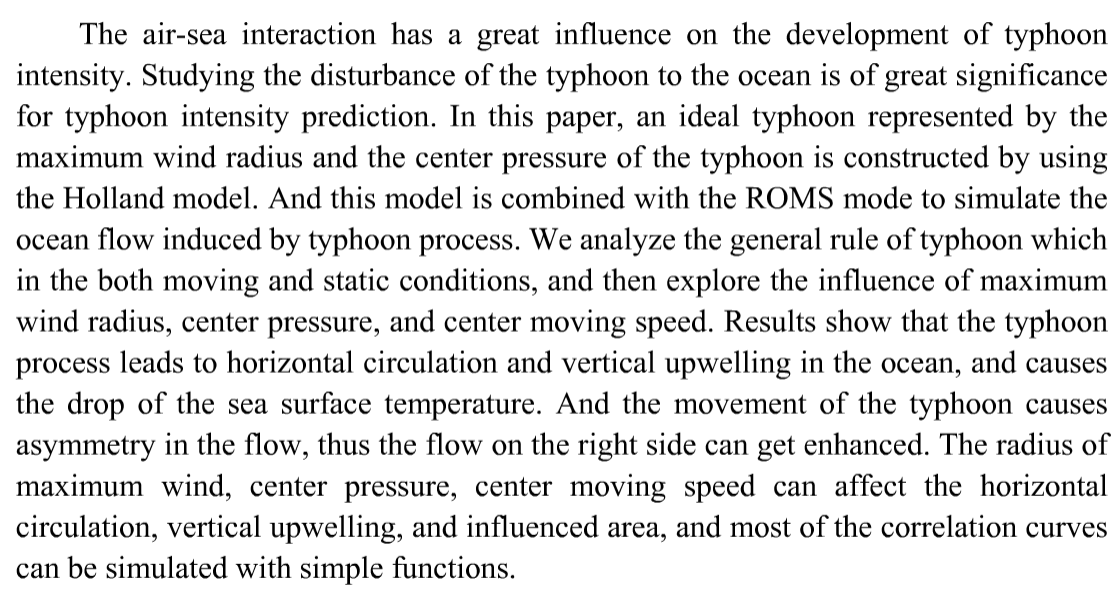 The air-sea interaction has a great influence on the development of typhoon
intensity. Studying the disturbance of the typhoon to the ocean is of great significance
for typhoon intensity prediction. In this paper, an ideal typhoon represented by the
maximum wind radius and the center pressure of the typhoon is constructed by using
the Holland model. And this model is combined with the ROMS mode to simulate the
ocean flow induced by typhoon process. We analyze the general rule of typhoon which
in the both moving and static conditions, and then explore the influence of maximum
wind radius, center pressure, and center moving speed. Results show that the typhoon
process leads to horizontal circulation and vertical upwelling in the ocean, and causes
the drop of the sea surface temperature. And the movement of the typhoon causes
asymmetry in the flow, thus the flow on the right side can get enhanced. The radius of
maximum wind, center pressure, center moving speed can affect the horizontal
circulation, vertical upwelling, and influenced area, and most of the correlation curves
can be simulated with simple functions.